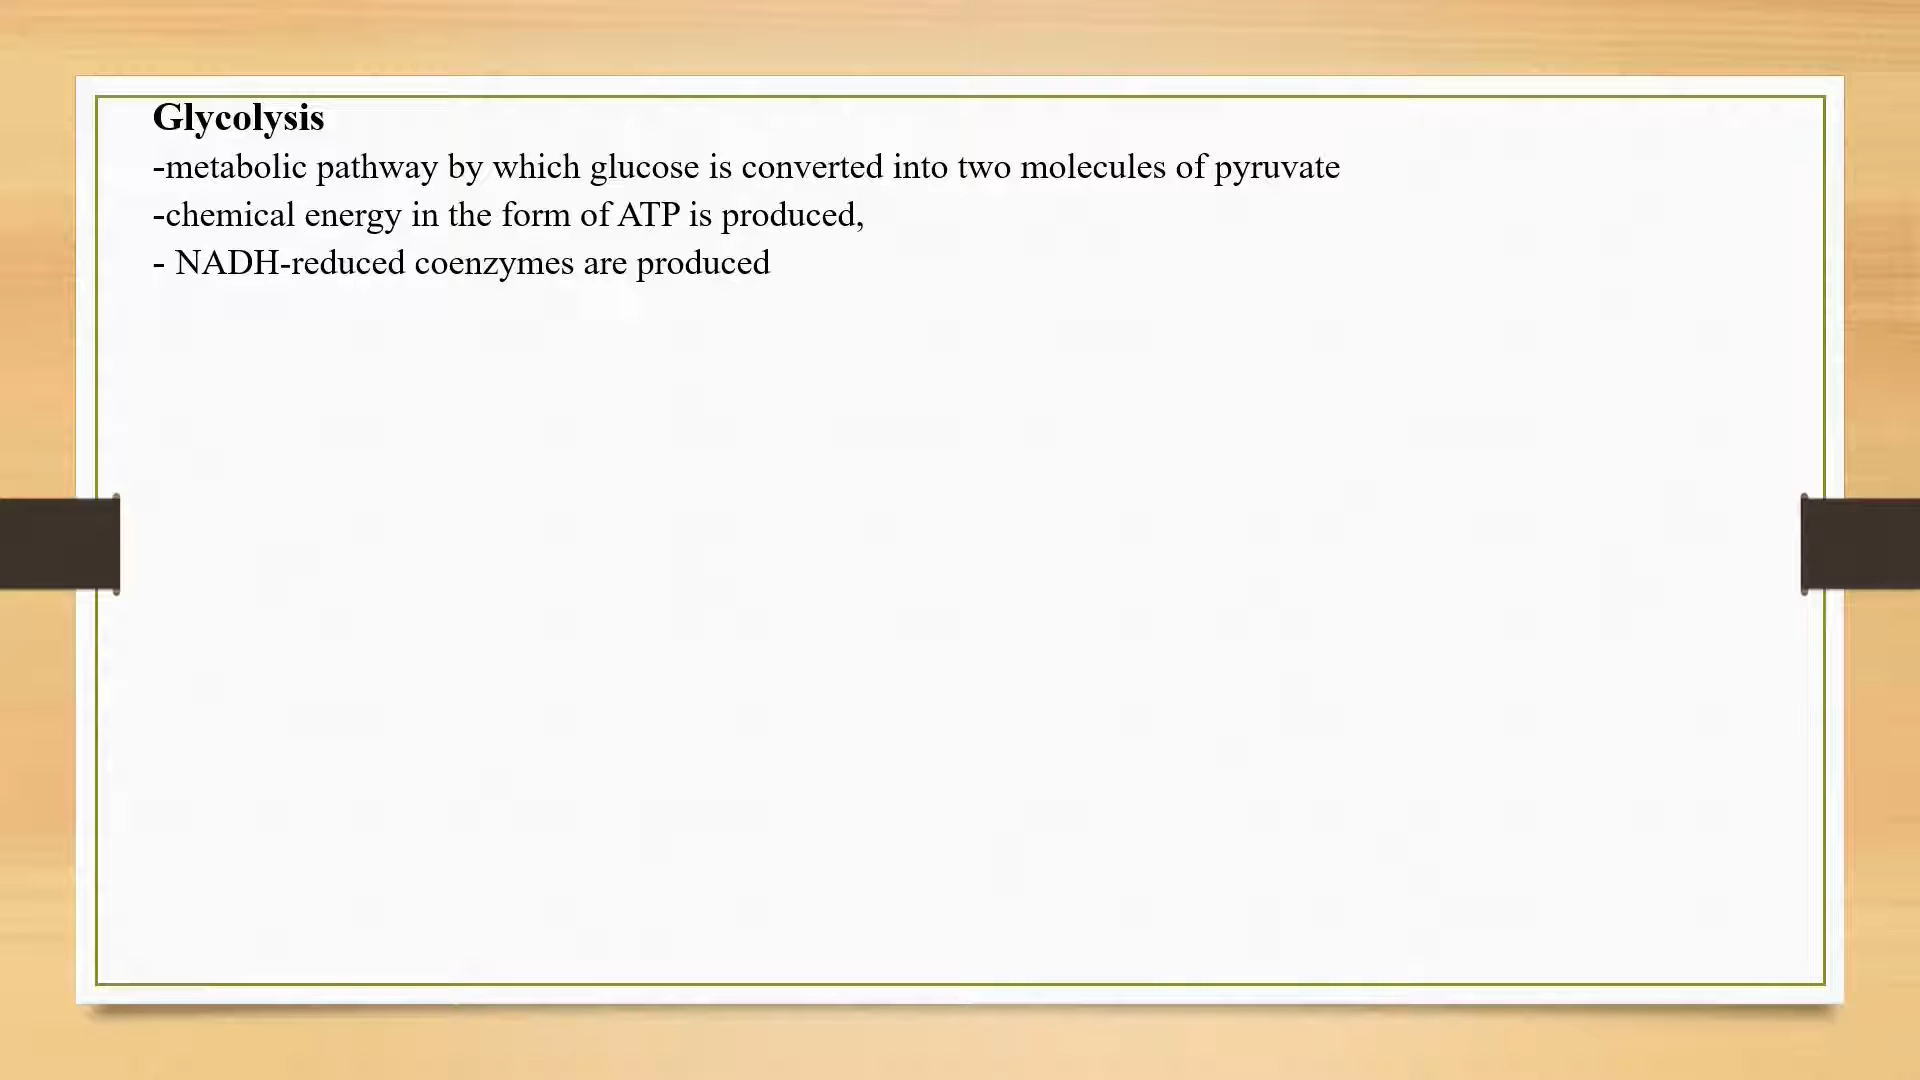 Glycolysis
-metabolic pathway by which glucose is converted into two molecules of pyruvate
-chemical energy in the form of ATP is produced,
- NADH-reduced coenzymes are produced